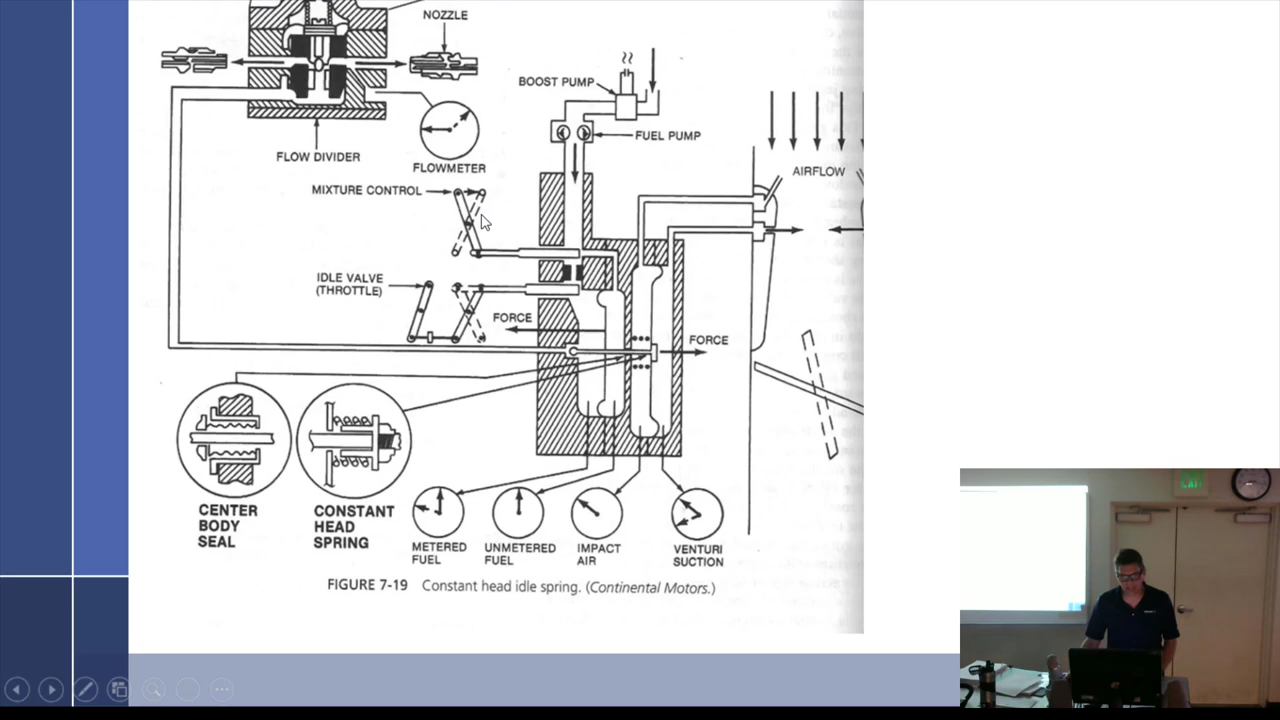 NOZZLE
BOOST PUMP
FUEL PUMP
FLOW DIVIDER
FLOWMETER
AIRFLOW
MIXTURE CONTROL
IDLE VALVE
(THROTTLE)
FORCE
FORCE
CENTER
BODY
SEAL
CONSTANT
HEAD
SPRING
METERED
FUEL
UNMETERED
FUEL
IMPACT
AIR
VENTURI
SUCTION
FIGURE 7-19 Constant head idle spring. (Continental Motors.)
EXIT